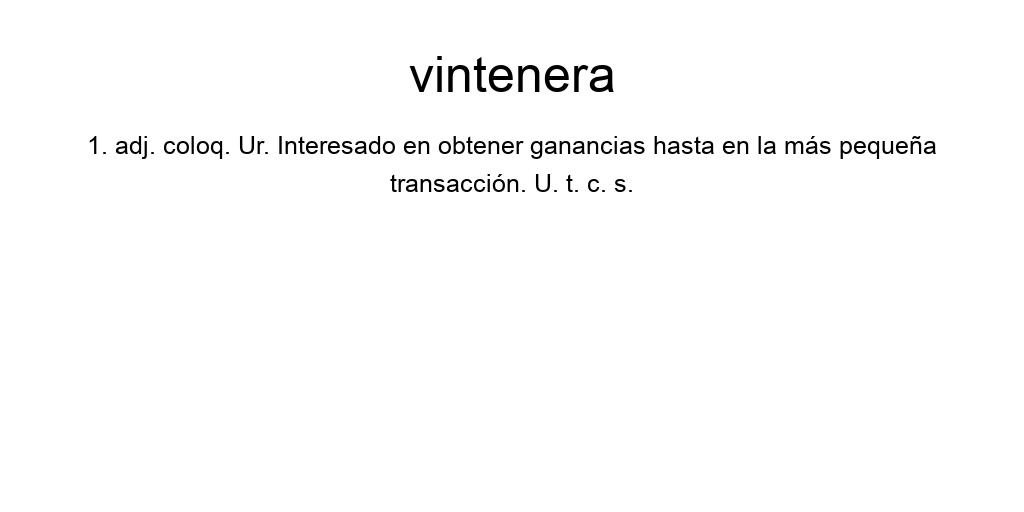 vintenera
1. adj. coloq. Ur. Interesado en obtener ganancias hasta en la más pequeña
transacción. U. t. c. s.